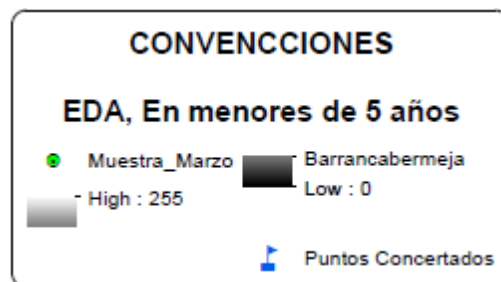 CONVENCCIONES
EDA, En menores de 5 años
Muestra_Marzo
High : 255
Barrancabermeja
Low : 0
Puntos Concertados